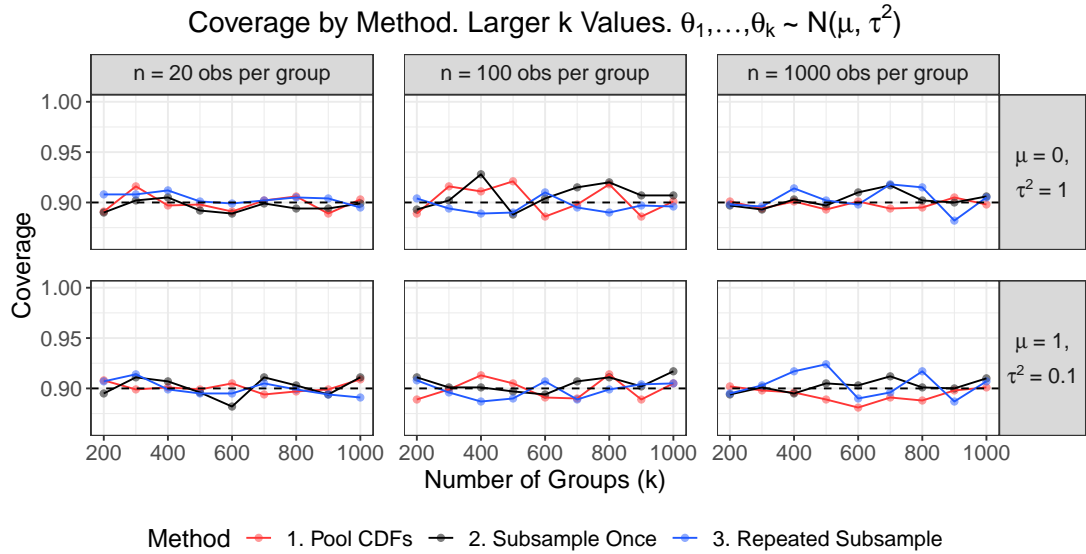 Coverage by Method. Larger k Values. θ₁,…,θₖ ~ N(μ, τ²)
n = 20 obs per group
n = 100 obs per group
n = 1000 obs per group
1.00
0.95
0.90
μ = 0,
τ² = 1
Coverage
1.00
0.95
0.90
μ = 1,
τ² = 0.1
200 400 600 800 1000
200 400 600 800 1000
200 400 600 800 1000
Number of Groups (k)
Method 1. Pool CDFs 2. Subsample Once 3. Repeated Subsample